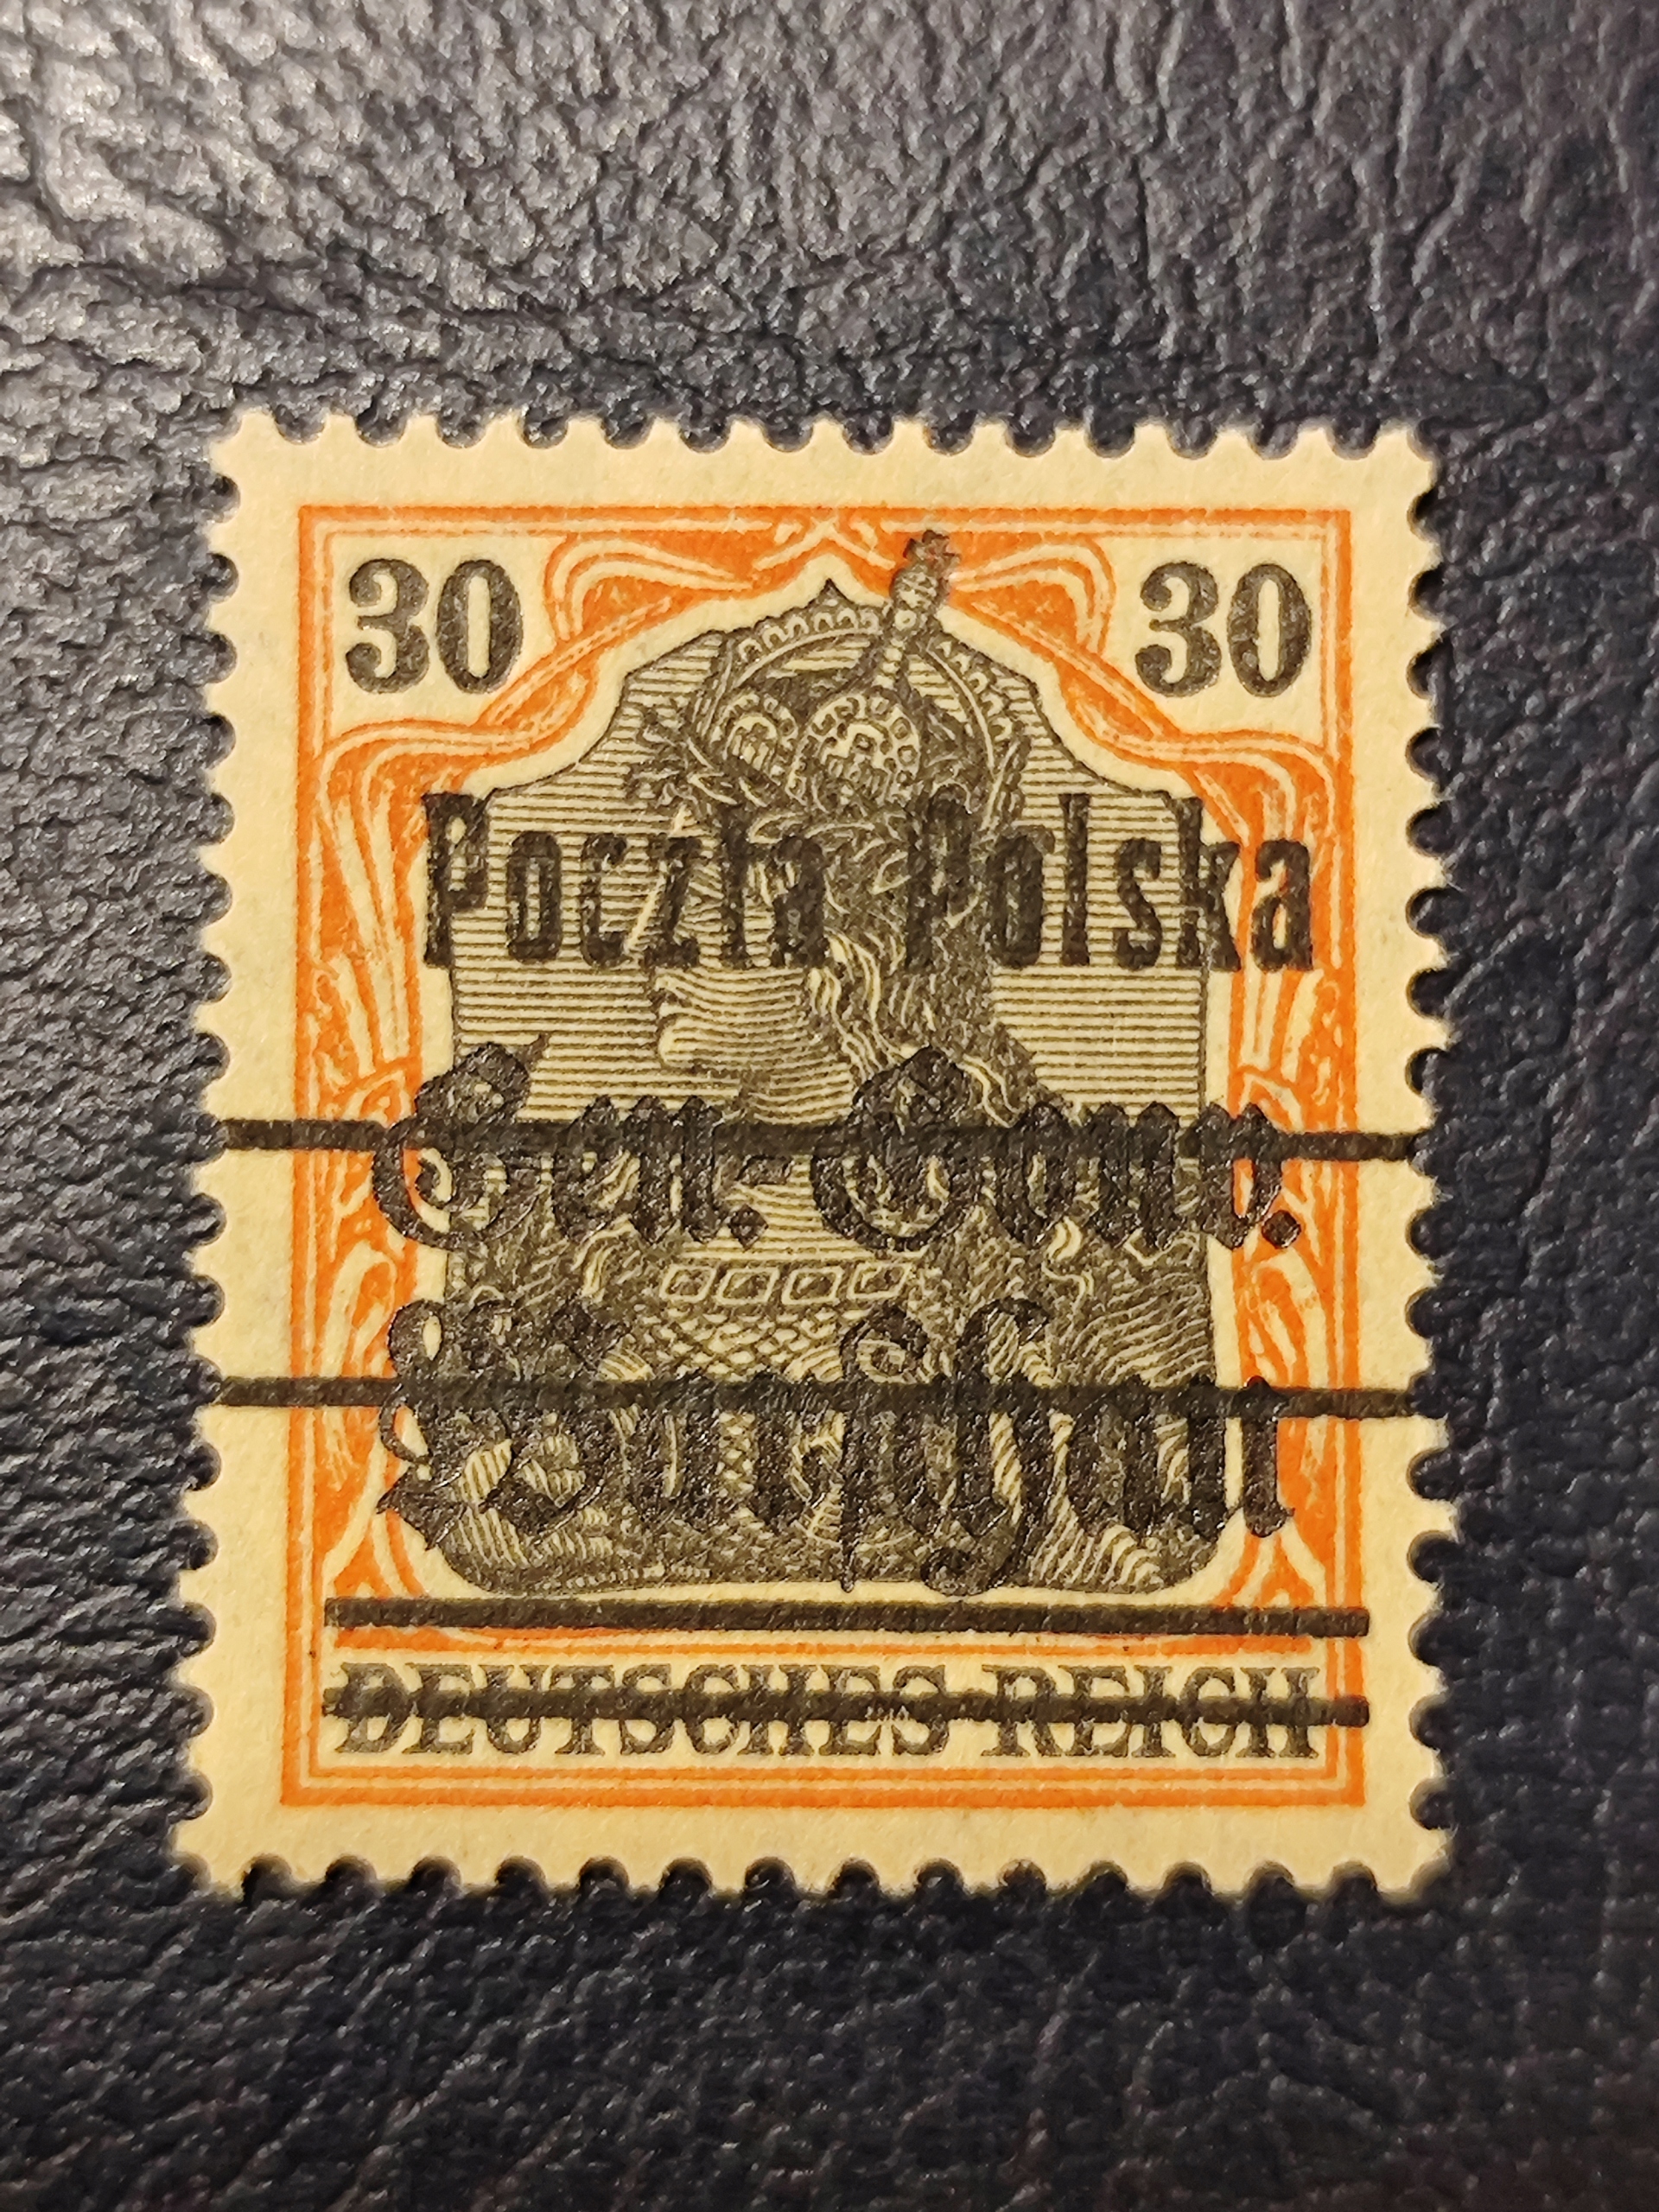 30 30
Poczta Polska
Gen.-Gouv.
Warschau
DEUTSCHES REICH